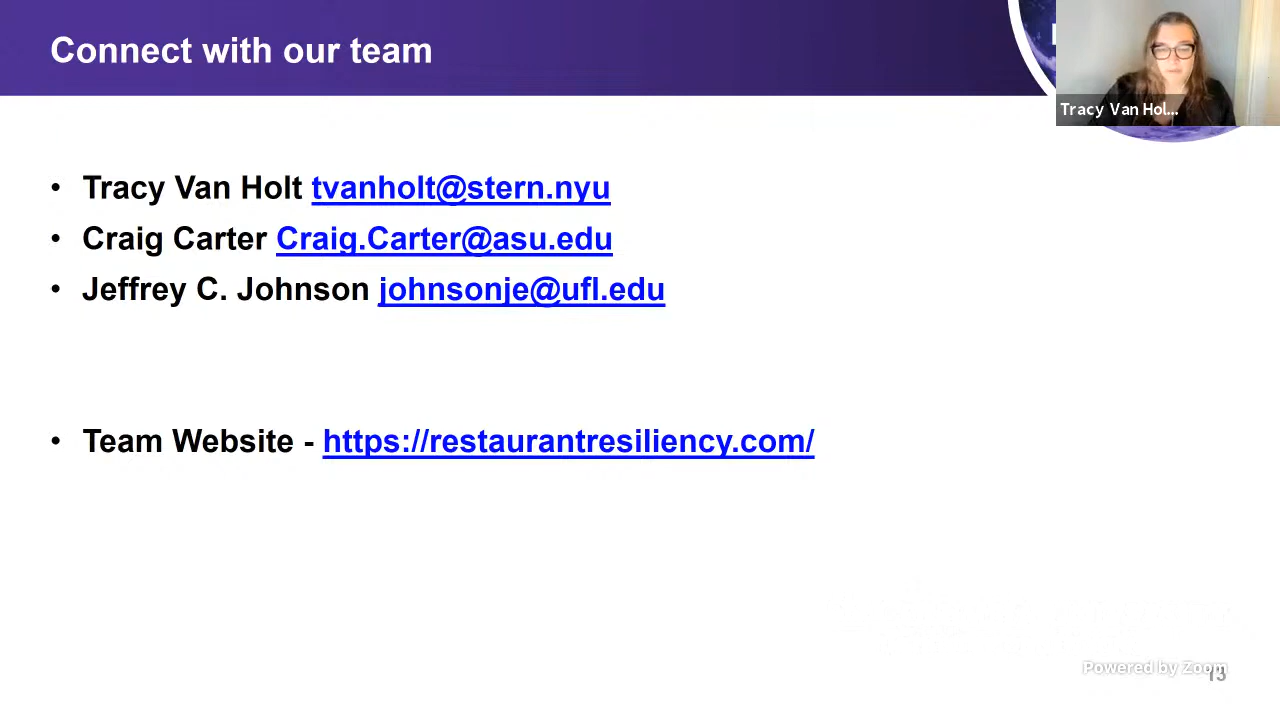 Connect with our team
Tracy Van Hol...
• Tracy Van Holt tvanholt@stern.nyu
• Craig Carter Craig.Carter@asu.edu
• Jeffrey C. Johnson johnsonje@ufl.edu
• Team Website - https://restaurantresiliency.com/
Powered by Zoom
13